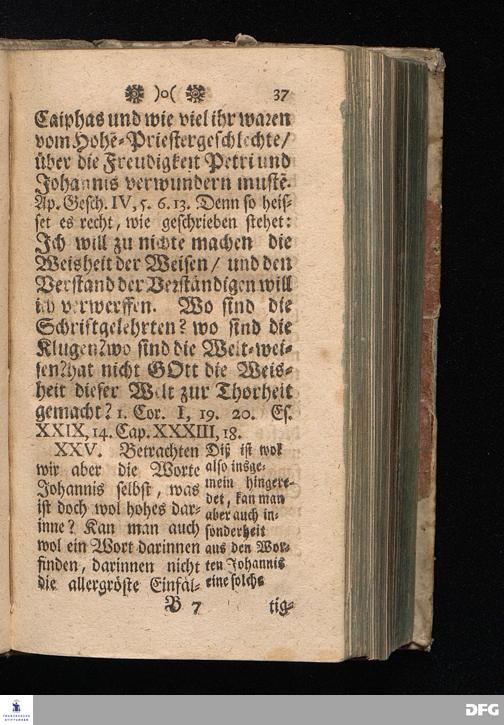 )o( 37
Caiphas und wie viel ihr waren
vom Hohē-Priestergeschlechte/
über die Freudigkeit Petri und
Johannis verwundern mustē.
Ap. Gesch. IV, 5. 6. 13. Denn so heis-
set es recht, wie geschrieben stehet:
Ich will zu nichte machen die
Weisheit der Weisen/ und den
Verstand der Verständigen will
ich verwerffen. Wo sind die
Schriftgelehrten? wo sind die
Klugen? wo sind die Welt-wei-
sen? hat nicht GOtt die Weis-
heit dieser Welt zur Thorheit
gemacht? 1. Cor. I, 19. 20. Es.
XXIX, 14. Cap. XXXIII, 18.
XXV. Betrachten
wir aber die Worte
Johannis selbst, was
ist doch wol hohes dar-
inne? Kan man auch
wol ein Wort darinnen
finden, darinnen nicht
die allergröste Einfäl-
Diß ist wol
also insge-
mein hingere-
det, kan man
aber auch in-
sonderheit
aus den Wor-
ten Johannis
eine solche
B 7 tig-
FRANCKESCHE
STIFTUNGEN
DFG